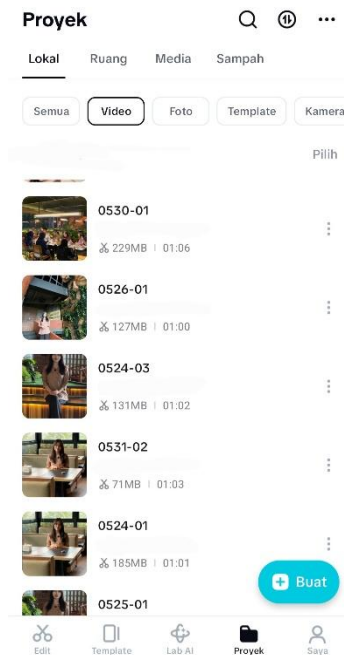 Proyek
Lokal Ruang Media Sampah
Semua Video Foto Template Kamera
Pilih
0530-01
229MB | 01:06
0526-01
127MB | 01:00
0524-03
131MB | 01:02
0531-02
71MB | 01:03
0524-01
185MB | 01:01
Buat
0525-01
Edit Template Lab AI Proyek Saya